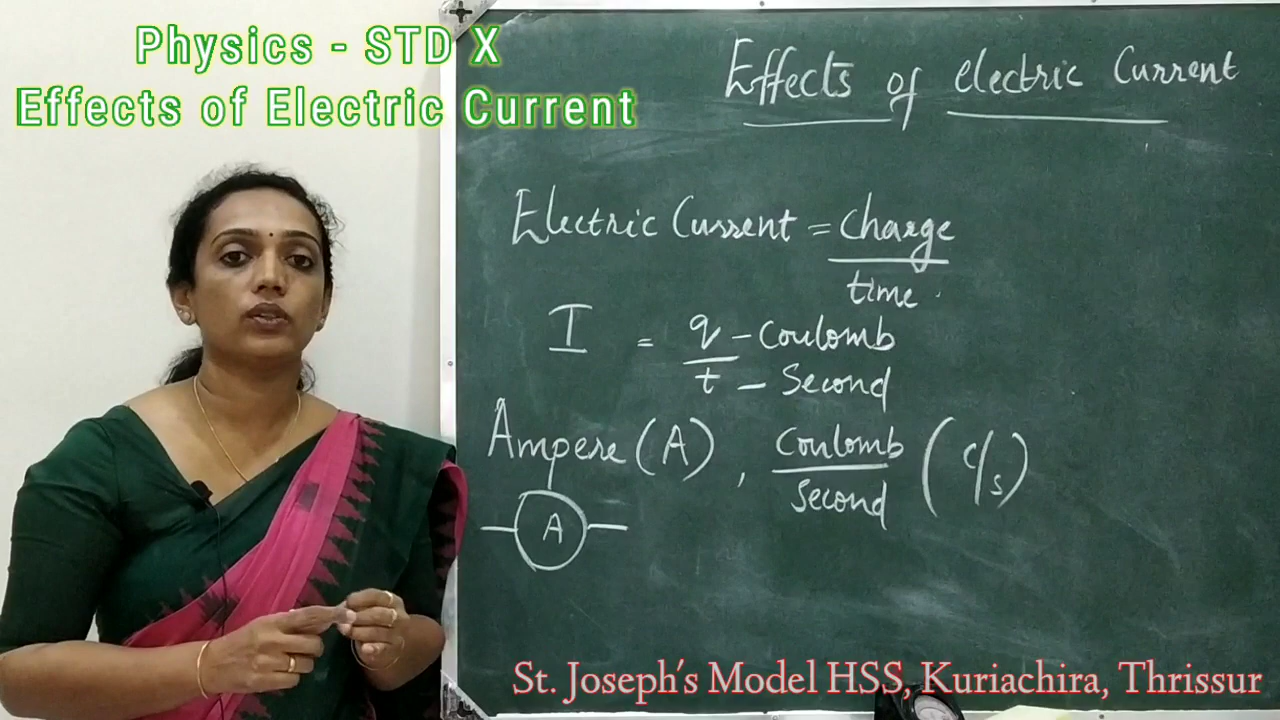 Physics - STD X
Effects of Electric Current
Effects of electric Current
Electric Current = charge
time
I = q - Coulomb
t - Second
Ampere (A), Coulomb (C/s)
Second
A
St. Joseph's Model HSS, Kuriachira, Thrissur